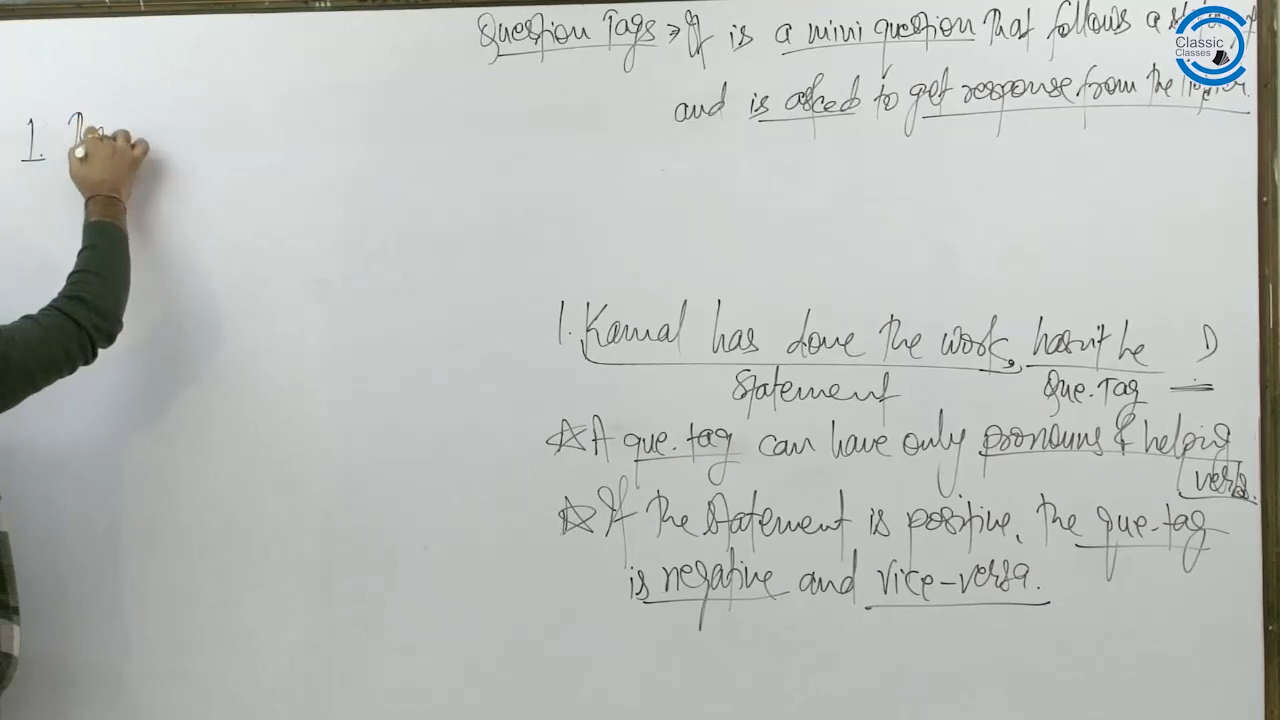 Question Tags ⇒ It is a mini question that follows a
and is asked to get response from the
1.
1. Kamal has done the work, hasn't he ?
Statement
Que. Tag
☆ A que. tag can have only pronouns & helping
verbs.
☆ If the statement is positive, the que. tag
is negative and vice-versa.
Classic
Classes